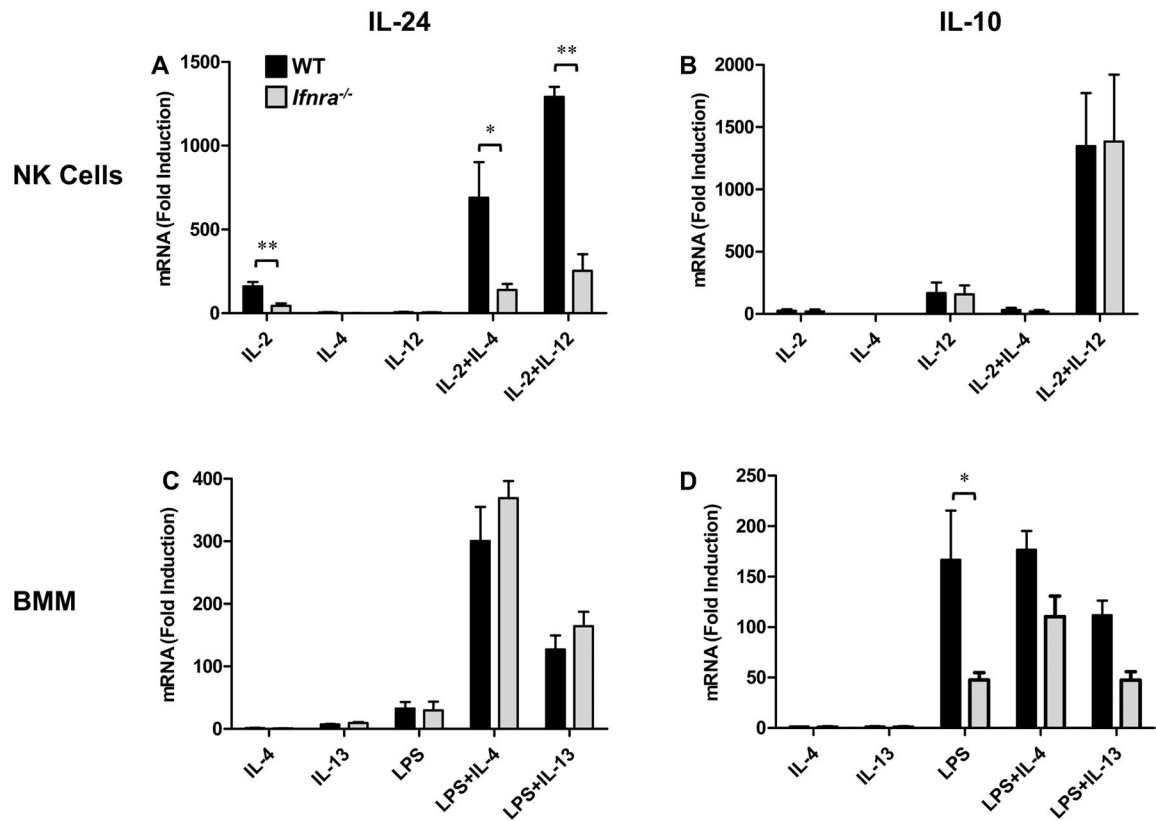 IL-24
IL-10
NK Cells
BMM
A
WT
Ifnra-/-
mRNA (Fold Induction)
1500
1000
500
0
**
*
**
IL-2
IL-4
IL-12
IL-2+IL-4
IL-2+IL-12
B
mRNA (Fold Induction)
2000
1500
1000
500
0
IL-2
IL-4
IL-12
IL-2+IL-4
IL-2+IL-12
C
mRNA (Fold Induction)
400
300
200
100
0
IL-4
IL-13
LPS
LPS+IL-4
LPS+IL-13
D
mRNA (Fold Induction)
250
200
150
100
50
0
*
IL-4
IL-13
LPS
LPS+IL-4
LPS+IL-13